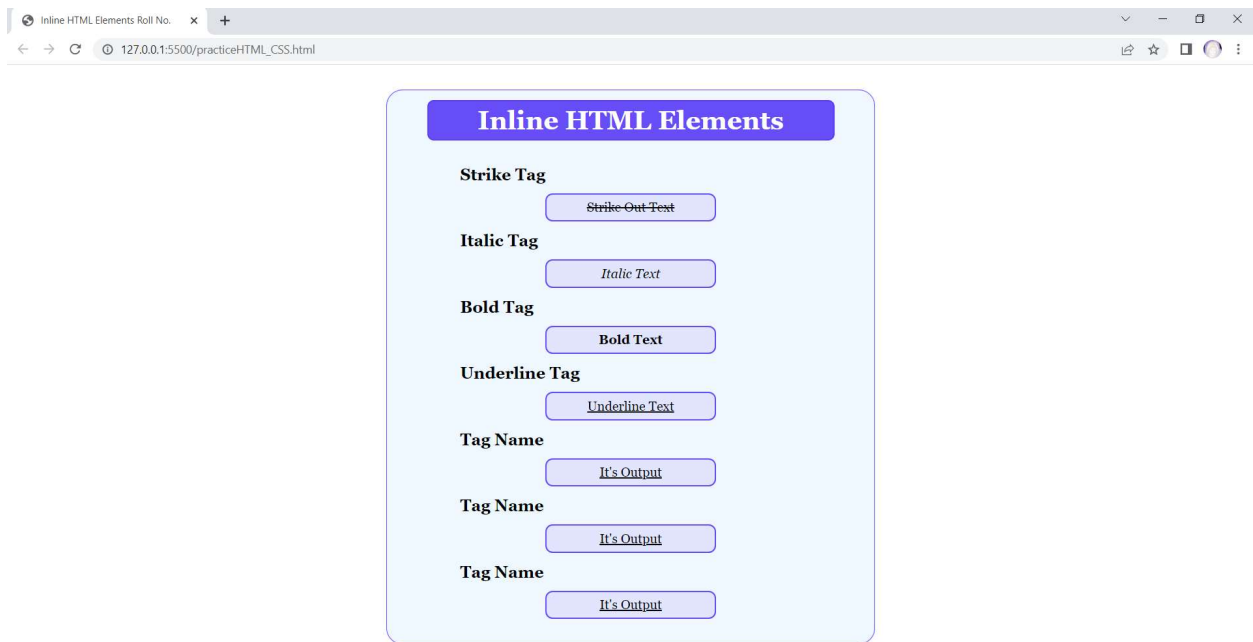 Inline HTML Elements Roll No.
127.0.0.1:5500/practiceHTML_CSS.html
Inline HTML Elements
Strike Tag
Strike Out Text
Italic Tag
Italic Text
Bold Tag
Bold Text
Underline Tag
Underline Text
Tag Name
It's Output
Tag Name
It's Output
Tag Name
It's Output